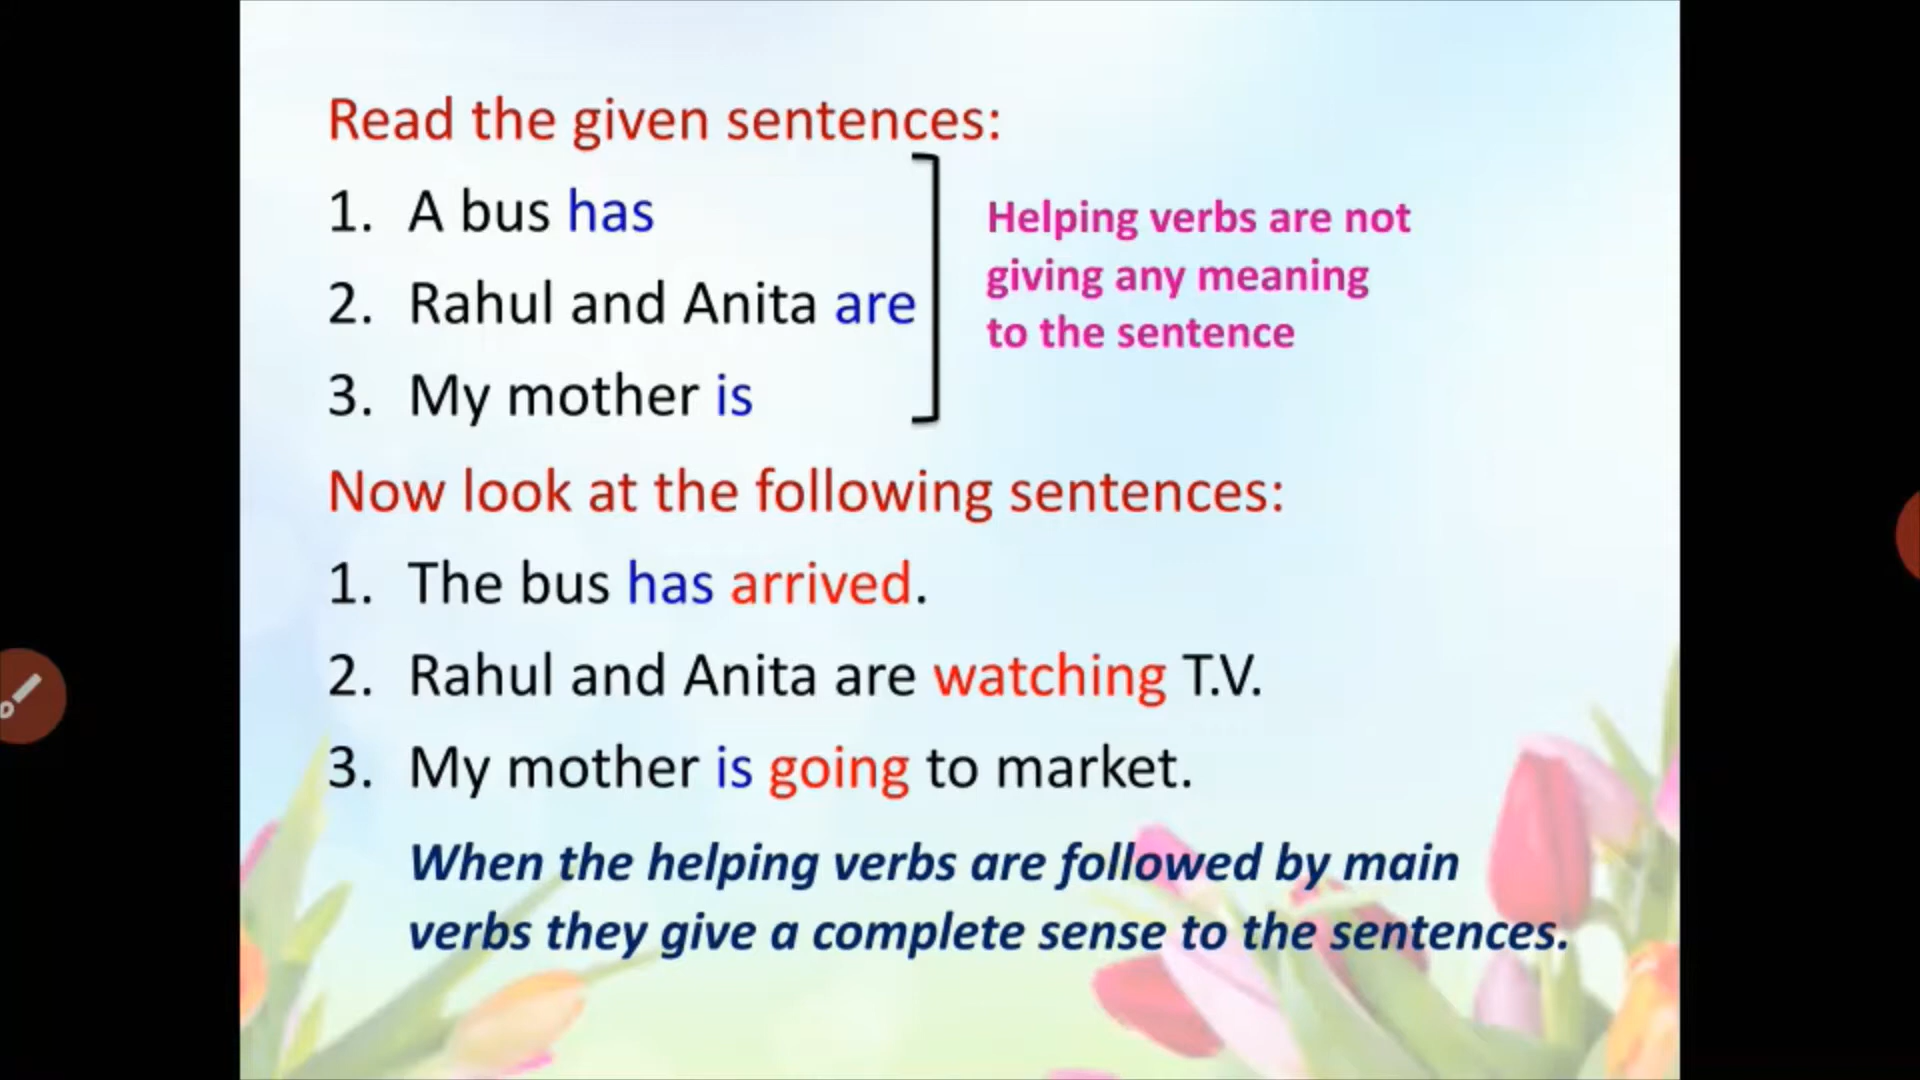 Read the given sentences:
1. A bus has
2. Rahul and Anita are
3. My mother is
Helping verbs are not
giving any meaning
to the sentence
Now look at the following sentences:
1. The bus has arrived.
2. Rahul and Anita are watching T.V.
3. My mother is going to market.
When the helping verbs are followed by main
verbs they give a complete sense to the sentences.